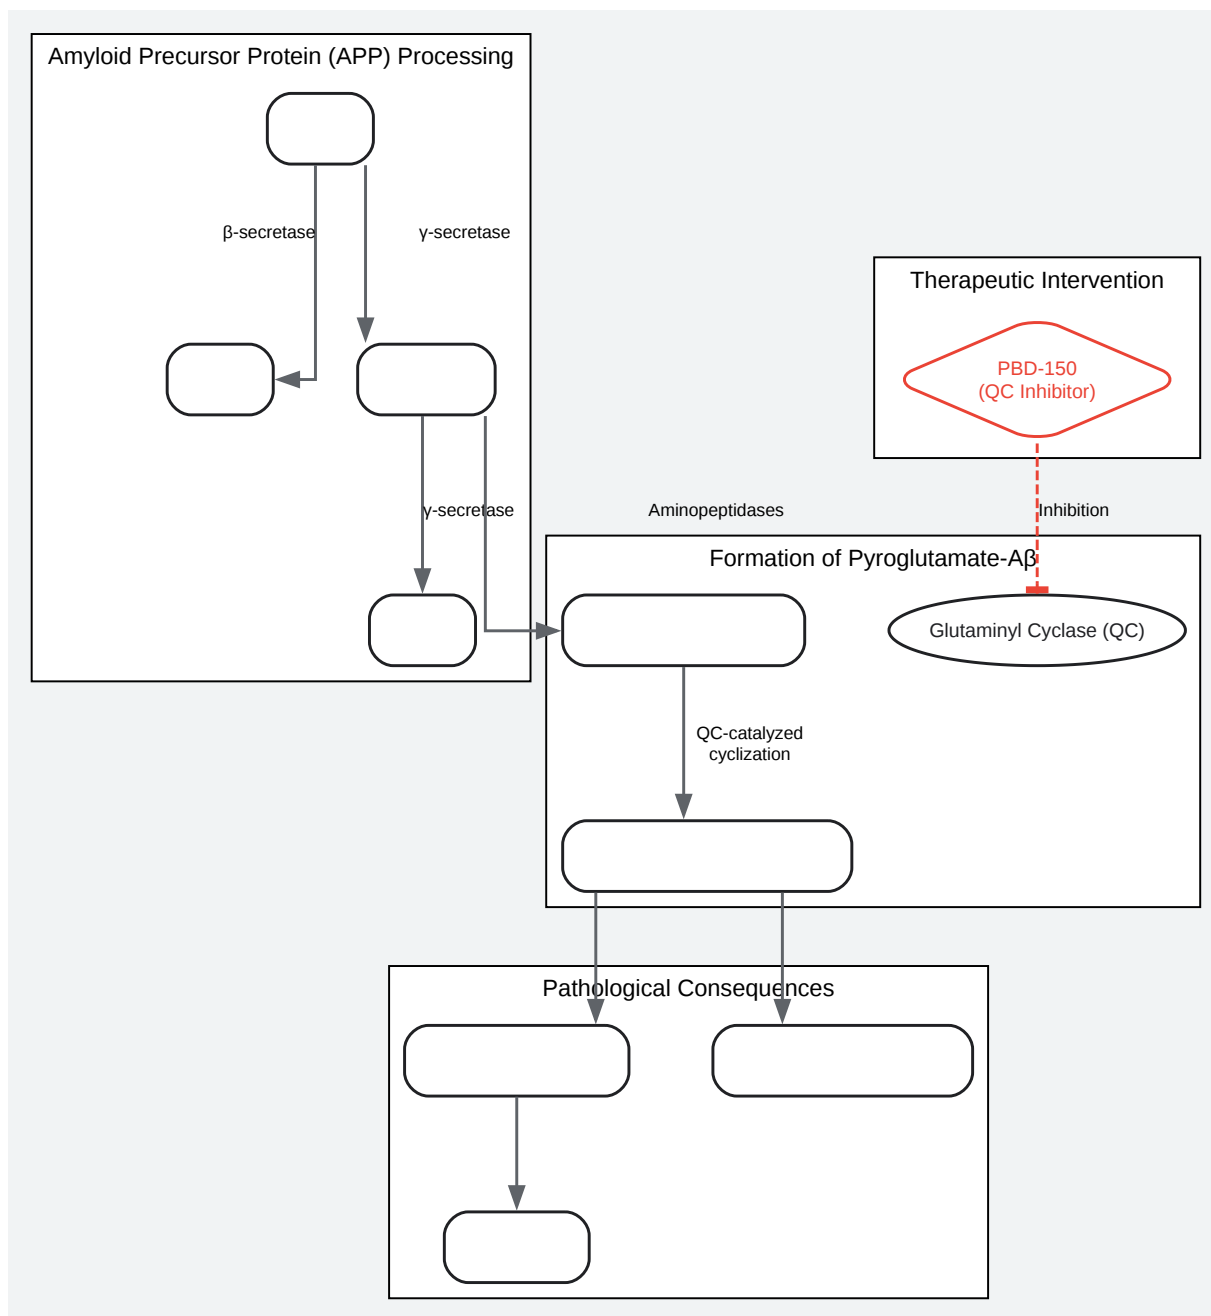 Amyloid Precursor Protein (APP) Processing
β-secretase
γ-secretase
Therapeutic Intervention
PBD-150
(QC Inhibitor)
γ-secretase
Aminopeptidases
Inhibition
Formation of Pyroglutamate-Aβ
Glutaminyl Cyclase (QC)
QC-catalyzed
cyclization
Pathological Consequences